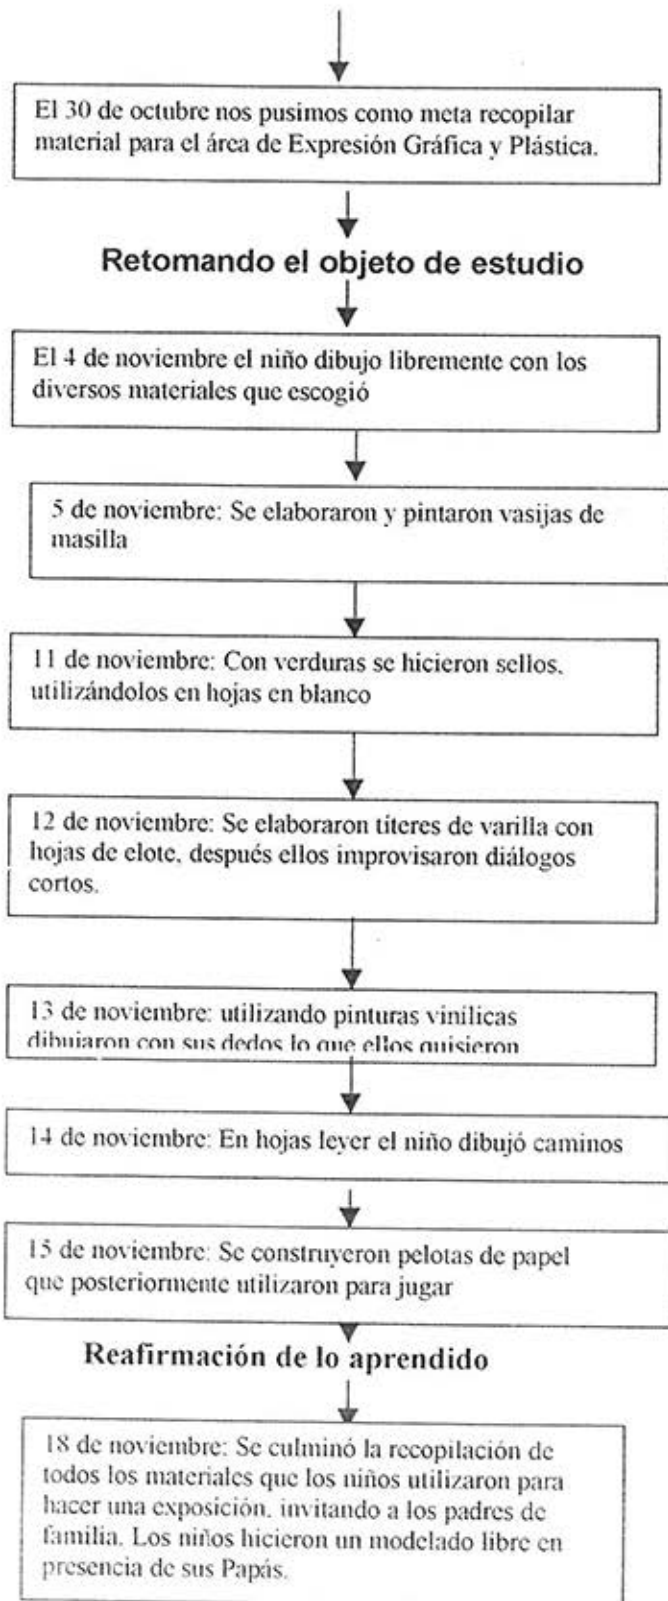 El 30 de octubre nos pusimos como meta recopilar
material para el área de Expresión Gráfica y Plástica.
Retomando el objeto de estudio
El 4 de noviembre el niño dibujo libremente con los
diversos materiales que escogió
5 de noviembre: Se elaboraron y pintaron vasijas de
masilla
11 de noviembre: Con verduras se hicieron sellos,
utilizándolos en hojas en blanco
12 de noviembre: Se elaboraron títeres de varilla con
hojas de elote, después ellos improvisaron diálogos
cortos.
13 de noviembre: utilizando pinturas vinílicas
dibujaron con sus dedos lo que ellos quisieron
14 de noviembre: En hojas leyer el niño dibujó caminos
15 de noviembre: Se construyeron pelotas de papel
que posteriormente utilizaron para jugar
Reafirmación de lo aprendido
18 de noviembre: Se culminó la recopilación de
todos los materiales que los niños utilizaron para
hacer una exposición, invitando a los padres de
familia. Los niños hicieron un modelado libre en
presencia de sus Papás.